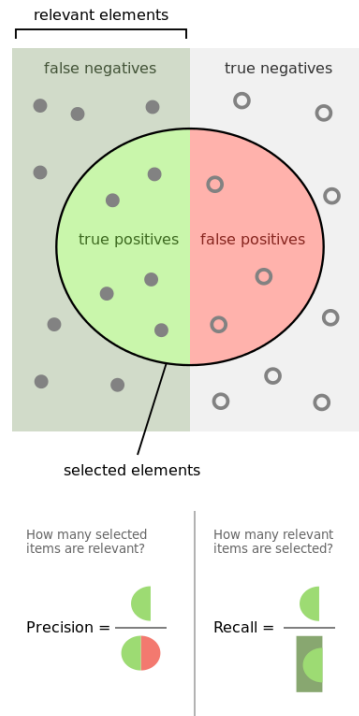 relevant elements
false negatives
true negatives
true positives
false positives
selected elements
How many selected
items are relevant?
How many relevant
items are selected?
Precision =
Recall =